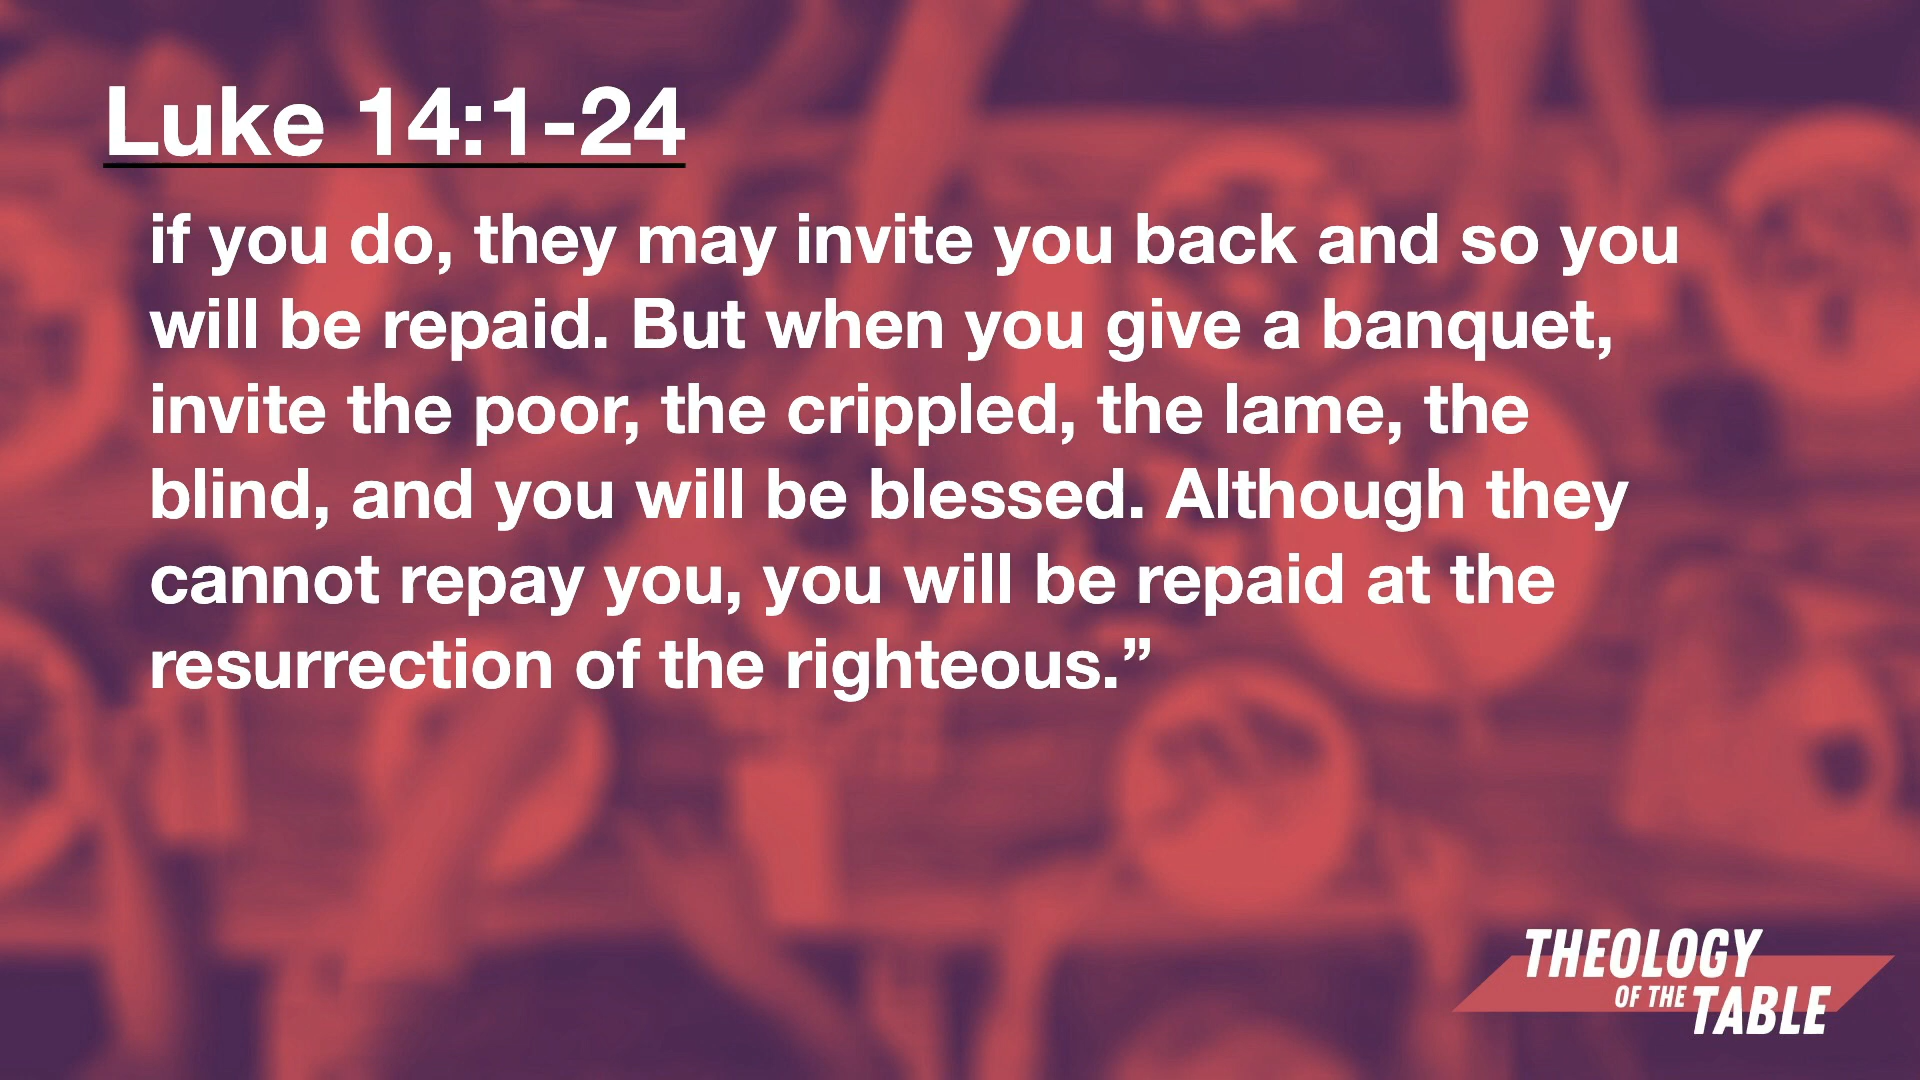 Luke 14:1-24
if you do, they may invite you back and so you
will be repaid. But when you give a banquet,
invite the poor, the crippled, the lame, the
blind, and you will be blessed. Although they
cannot repay you, you will be repaid at the
resurrection of the righteous.”
THEOLOGY
OF THE TABLE